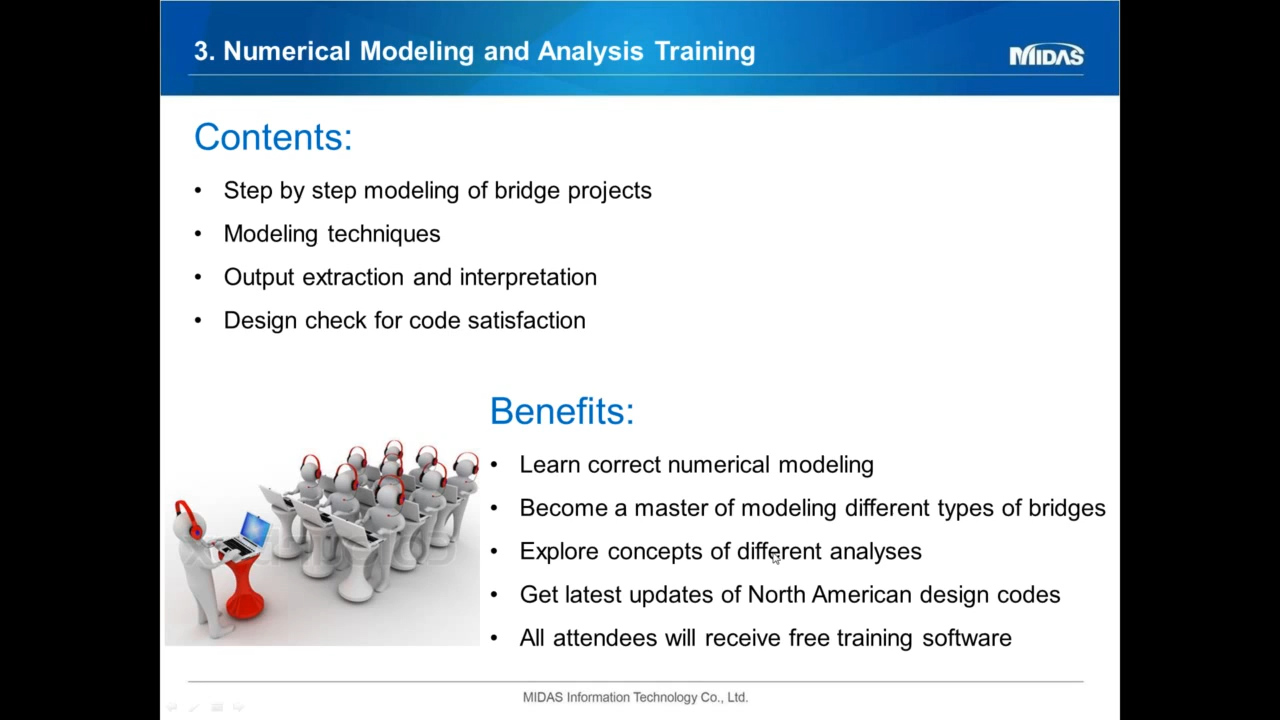 3. Numerical Modeling and Analysis Training
MIDAS
Contents:
• Step by step modeling of bridge projects
• Modeling techniques
• Output extraction and interpretation
• Design check for code satisfaction
Benefits:
• Learn correct numerical modeling
• Become a master of modeling different types of bridges
• Explore concepts of different analyses
• Get latest updates of North American design codes
• All attendees will receive free training software
MIDAS Information Technology Co., Ltd.